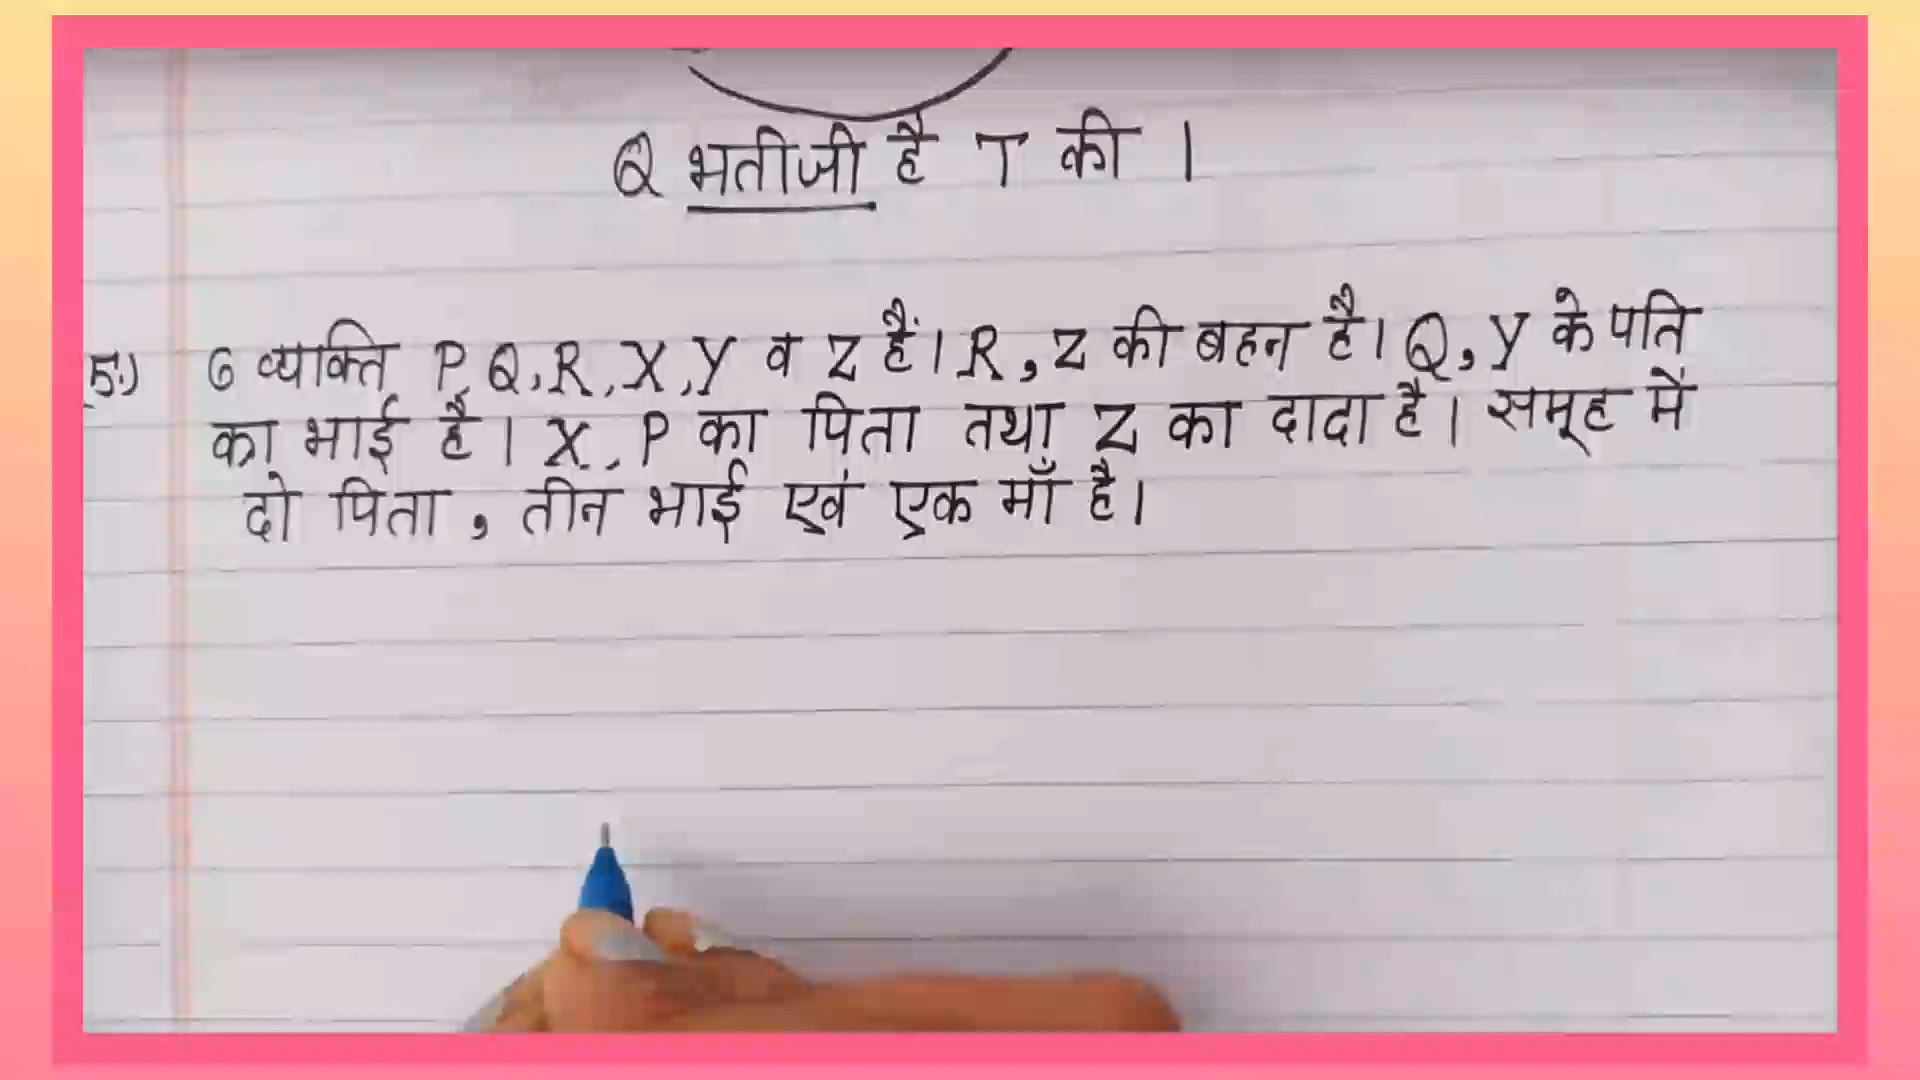 Q भतीजी है T की ।
5.) 6 व्यक्ति P, Q, R, X, Y व Z हैं। R, Z की बहन है। Q, Y के पति
का भाई है। X, P का पिता तथा Z का दादा है। समूह में
दो पिता, तीन भाई एवं एक माँ है।